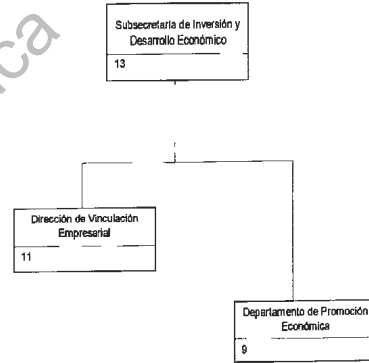 Subsecretaría de Inversión y
Desarrollo Económico
13
Dirección de Vinculación
Empresarial
11
Departamento de Promoción
Económica
9